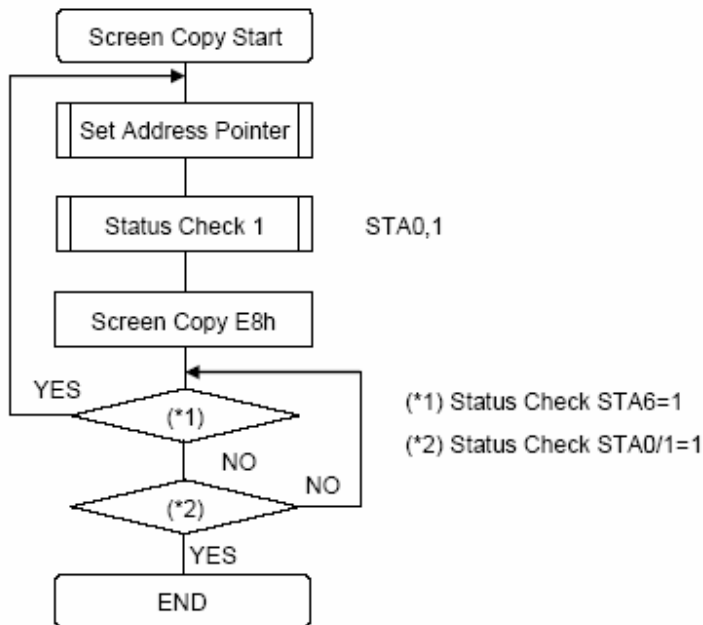 Screen Copy Start
Set Address Pointer
Status Check 1
STA0,1
Screen Copy E8h
YES
(*1)
(*1) Status Check STA6=1
(*2) Status Check STA0/1=1
NO
NO
(*2)
YES
END